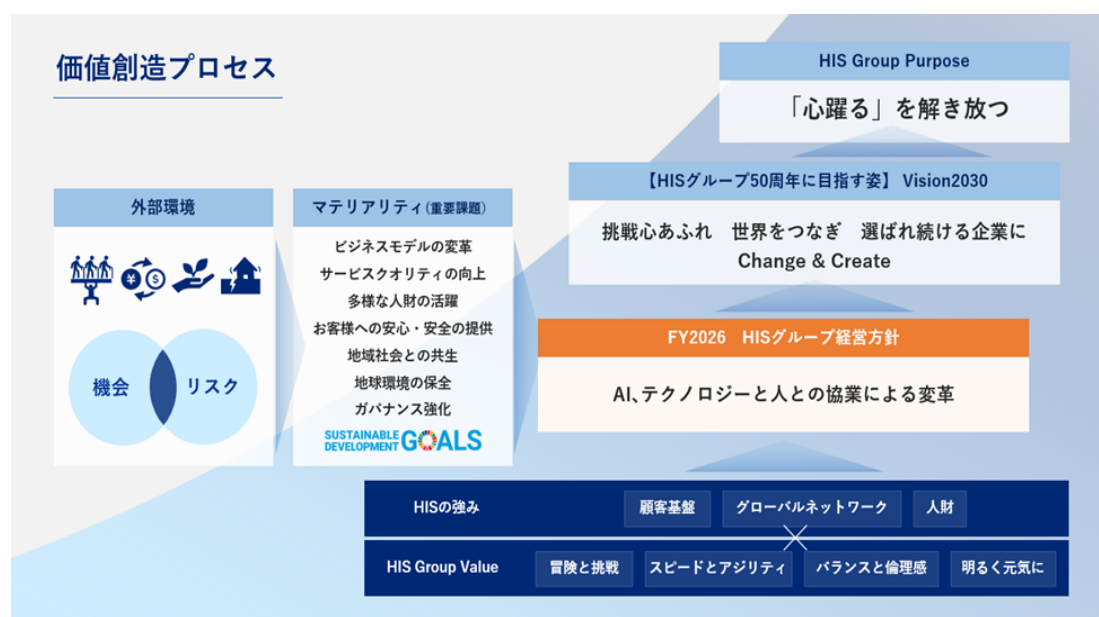 価値創造プロセス
HIS Group Purpose
「心躍る」を解き放つ
【HISグループ50周年に目指す姿】 Vision2030
挑戦心あふれ　世界をつなぎ　選ばれ続ける企業に
Change & Create
外部環境
¥ $
機会
リスク
マテリアリティ(重要課題)
ビジネスモデルの変革
サービスクオリティの向上
多様な人財の活躍
お客様への安心・安全の提供
地域社会との共生
地球環境の保全
ガバナンス強化
SUSTAINABLE
DEVELOPMENT GOALS
FY2026　HISグループ経営方針
AI、テクノロジーと人との協業による変革
HISの強み
顧客基盤
グローバルネットワーク
人財
HIS Group Value
冒険と挑戦
スピードとアジリティ
バランスと倫理感
明るく元気に